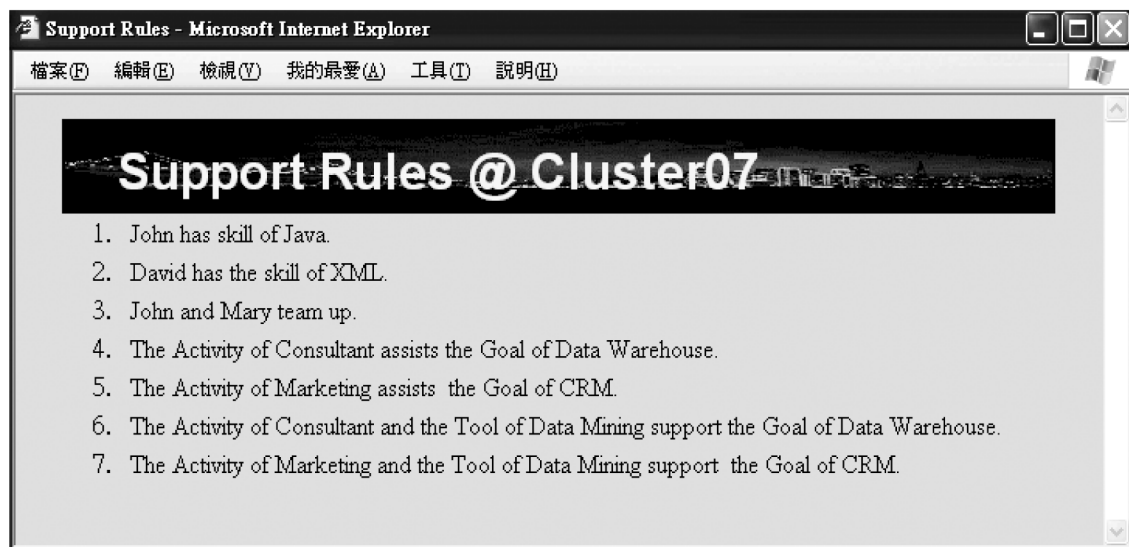 Support Rules - Microsoft Internet Explorer
檔案(F) 編輯(E) 檢視(V) 我的最愛(A) 工具(T) 說明(H)
Support Rules @ Cluster07
1. John has skill of Java.
2. David has the skill of XML.
3. John and Mary team up.
4. The Activity of Consultant assists the Goal of Data Warehouse.
5. The Activity of Marketing assists the Goal of CRM.
6. The Activity of Consultant and the Tool of Data Mining support the Goal of Data Warehouse.
7. The Activity of Marketing and the Tool of Data Mining support the Goal of CRM.